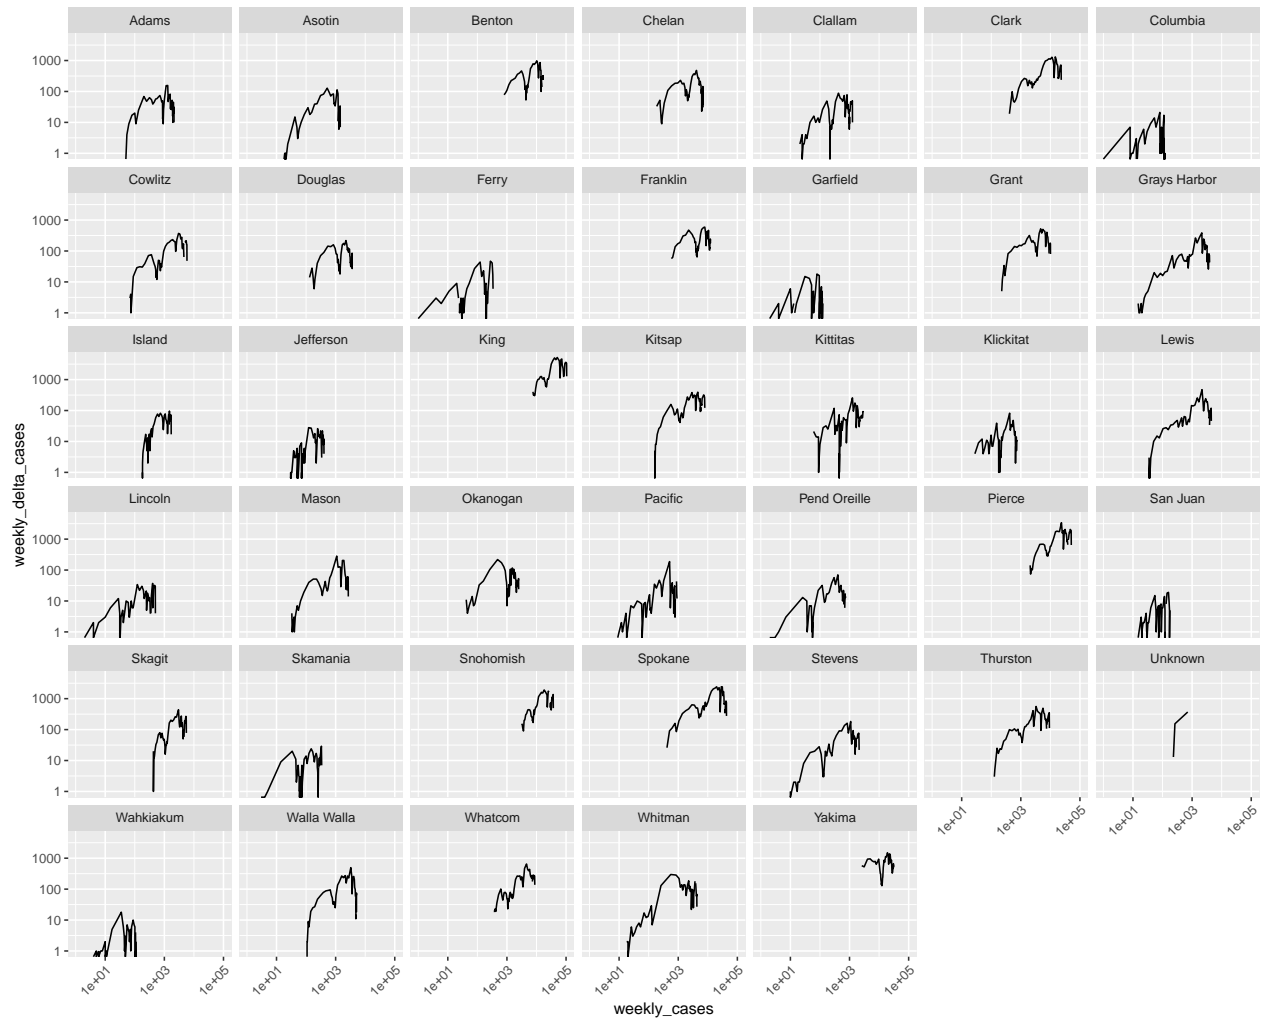 Adams Asotin Benton Chelan Clallam Clark Columbia
1000
100
10
1
Cowlitz Douglas Ferry Franklin Garfield Grant Grays Harbor
1000
100
10
1
Island Jefferson King Kitsap Kittitas Klickitat Lewis
1000
100
10
1
weekly_delta_cases
Lincoln Mason Okanogan Pacific Pend Oreille Pierce San Juan
1000
100
10
1
Skagit Skamania Snohomish Spokane Stevens Thurston Unknown
1000
100
10
1
1e+01 1e+03 1e+05 1e+01 1e+03 1e+05
Wahkiakum Walla Walla Whatcom Whitman Yakima
1000
100
10
1
1e+01 1e+03 1e+05 1e+01 1e+03 1e+05 1e+01 1e+03 1e+05 1e+01 1e+03 1e+05 1e+01 1e+03 1e+05
weekly_cases